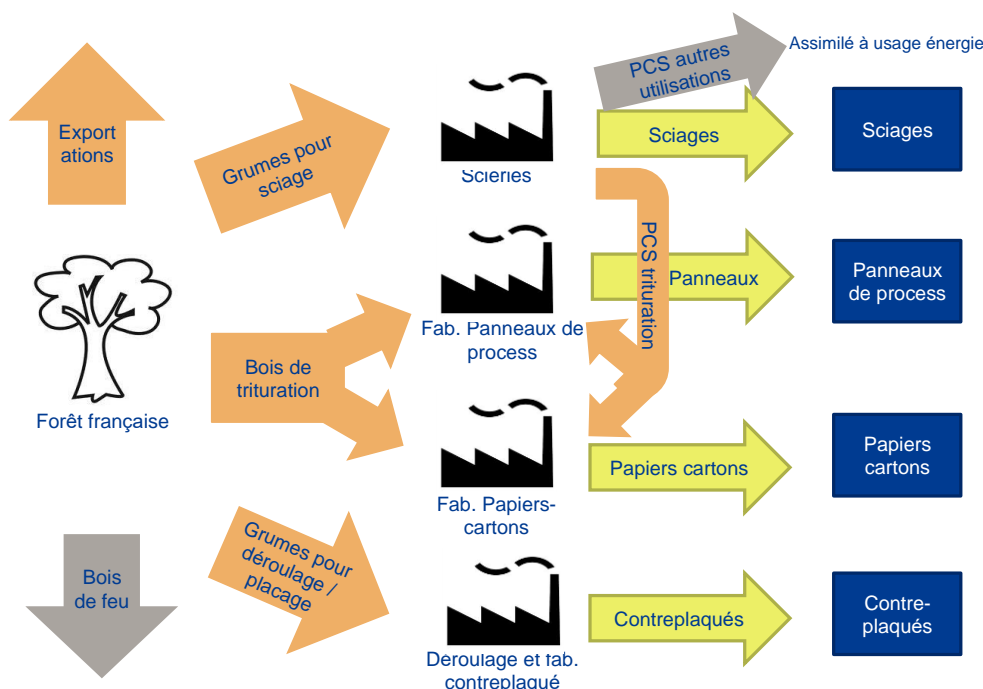 Assimilé à usage énergie
PCS autres
utilisations
Export
ations
Grumes pour
sciage
Scieries
Sciages
Sciages
PCS trituration
Panneaux
Panneaux
de process
Fab. Panneaux de
process
Bois de
trituration
Forêt française
Papiers cartons
Papiers
cartons
Fab. Papiers-
cartons
Grumes pour
déroulage /
placage
Bois
de feu
Contreplaqués
Contre-
plaqués
Déroulage et fab.
contreplaqué